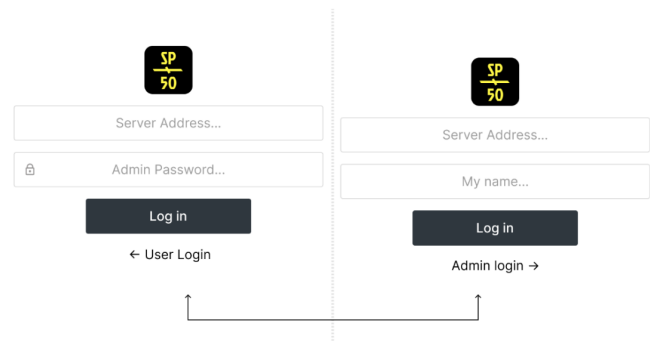 SP
50
Server Address...
Admin Password...
Log in
← User Login
SP
50
Server Address...
My name...
Log in
Admin login →